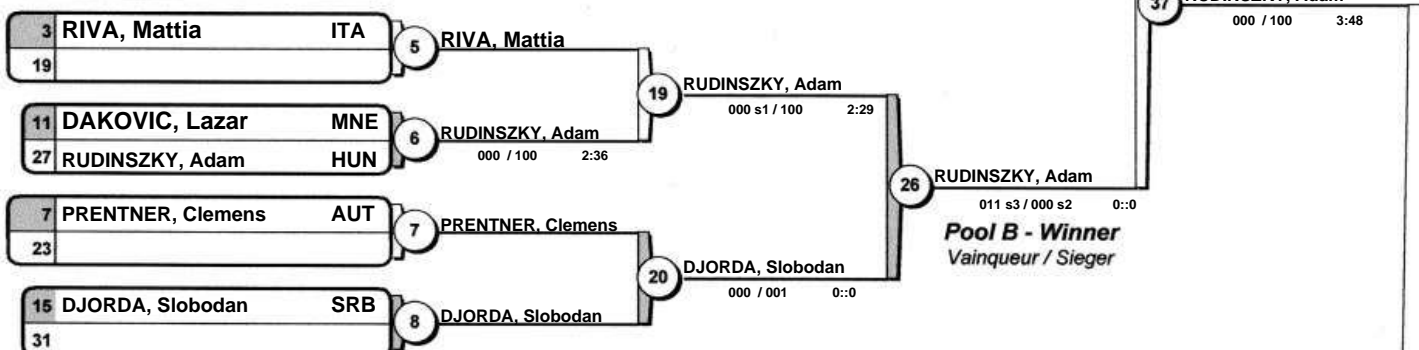 37 RUDINSZKY, Adam
000 / 100 3:48
3 RIVA, Mattia ITA
19
5 RIVA, Mattia
19 RUDINSZKY, Adam
000 s1 / 100 2:29
11 DAKOVIC, Lazar MNE
27 RUDINSZKY, Adam HUN
6 RUDINSZKY, Adam
000 / 100 2:36
26 RUDINSZKY, Adam
011 s3 / 000 s2 0::0
Pool B - Winner
Vainqueur / Sieger
7 PRENTNER, Clemens AUT
23
7 PRENTNER, Clemens
20 DJORDA, Slobodan
000 / 001 0::0
15 DJORDA, Slobodan SRB
31
8 DJORDA, Slobodan